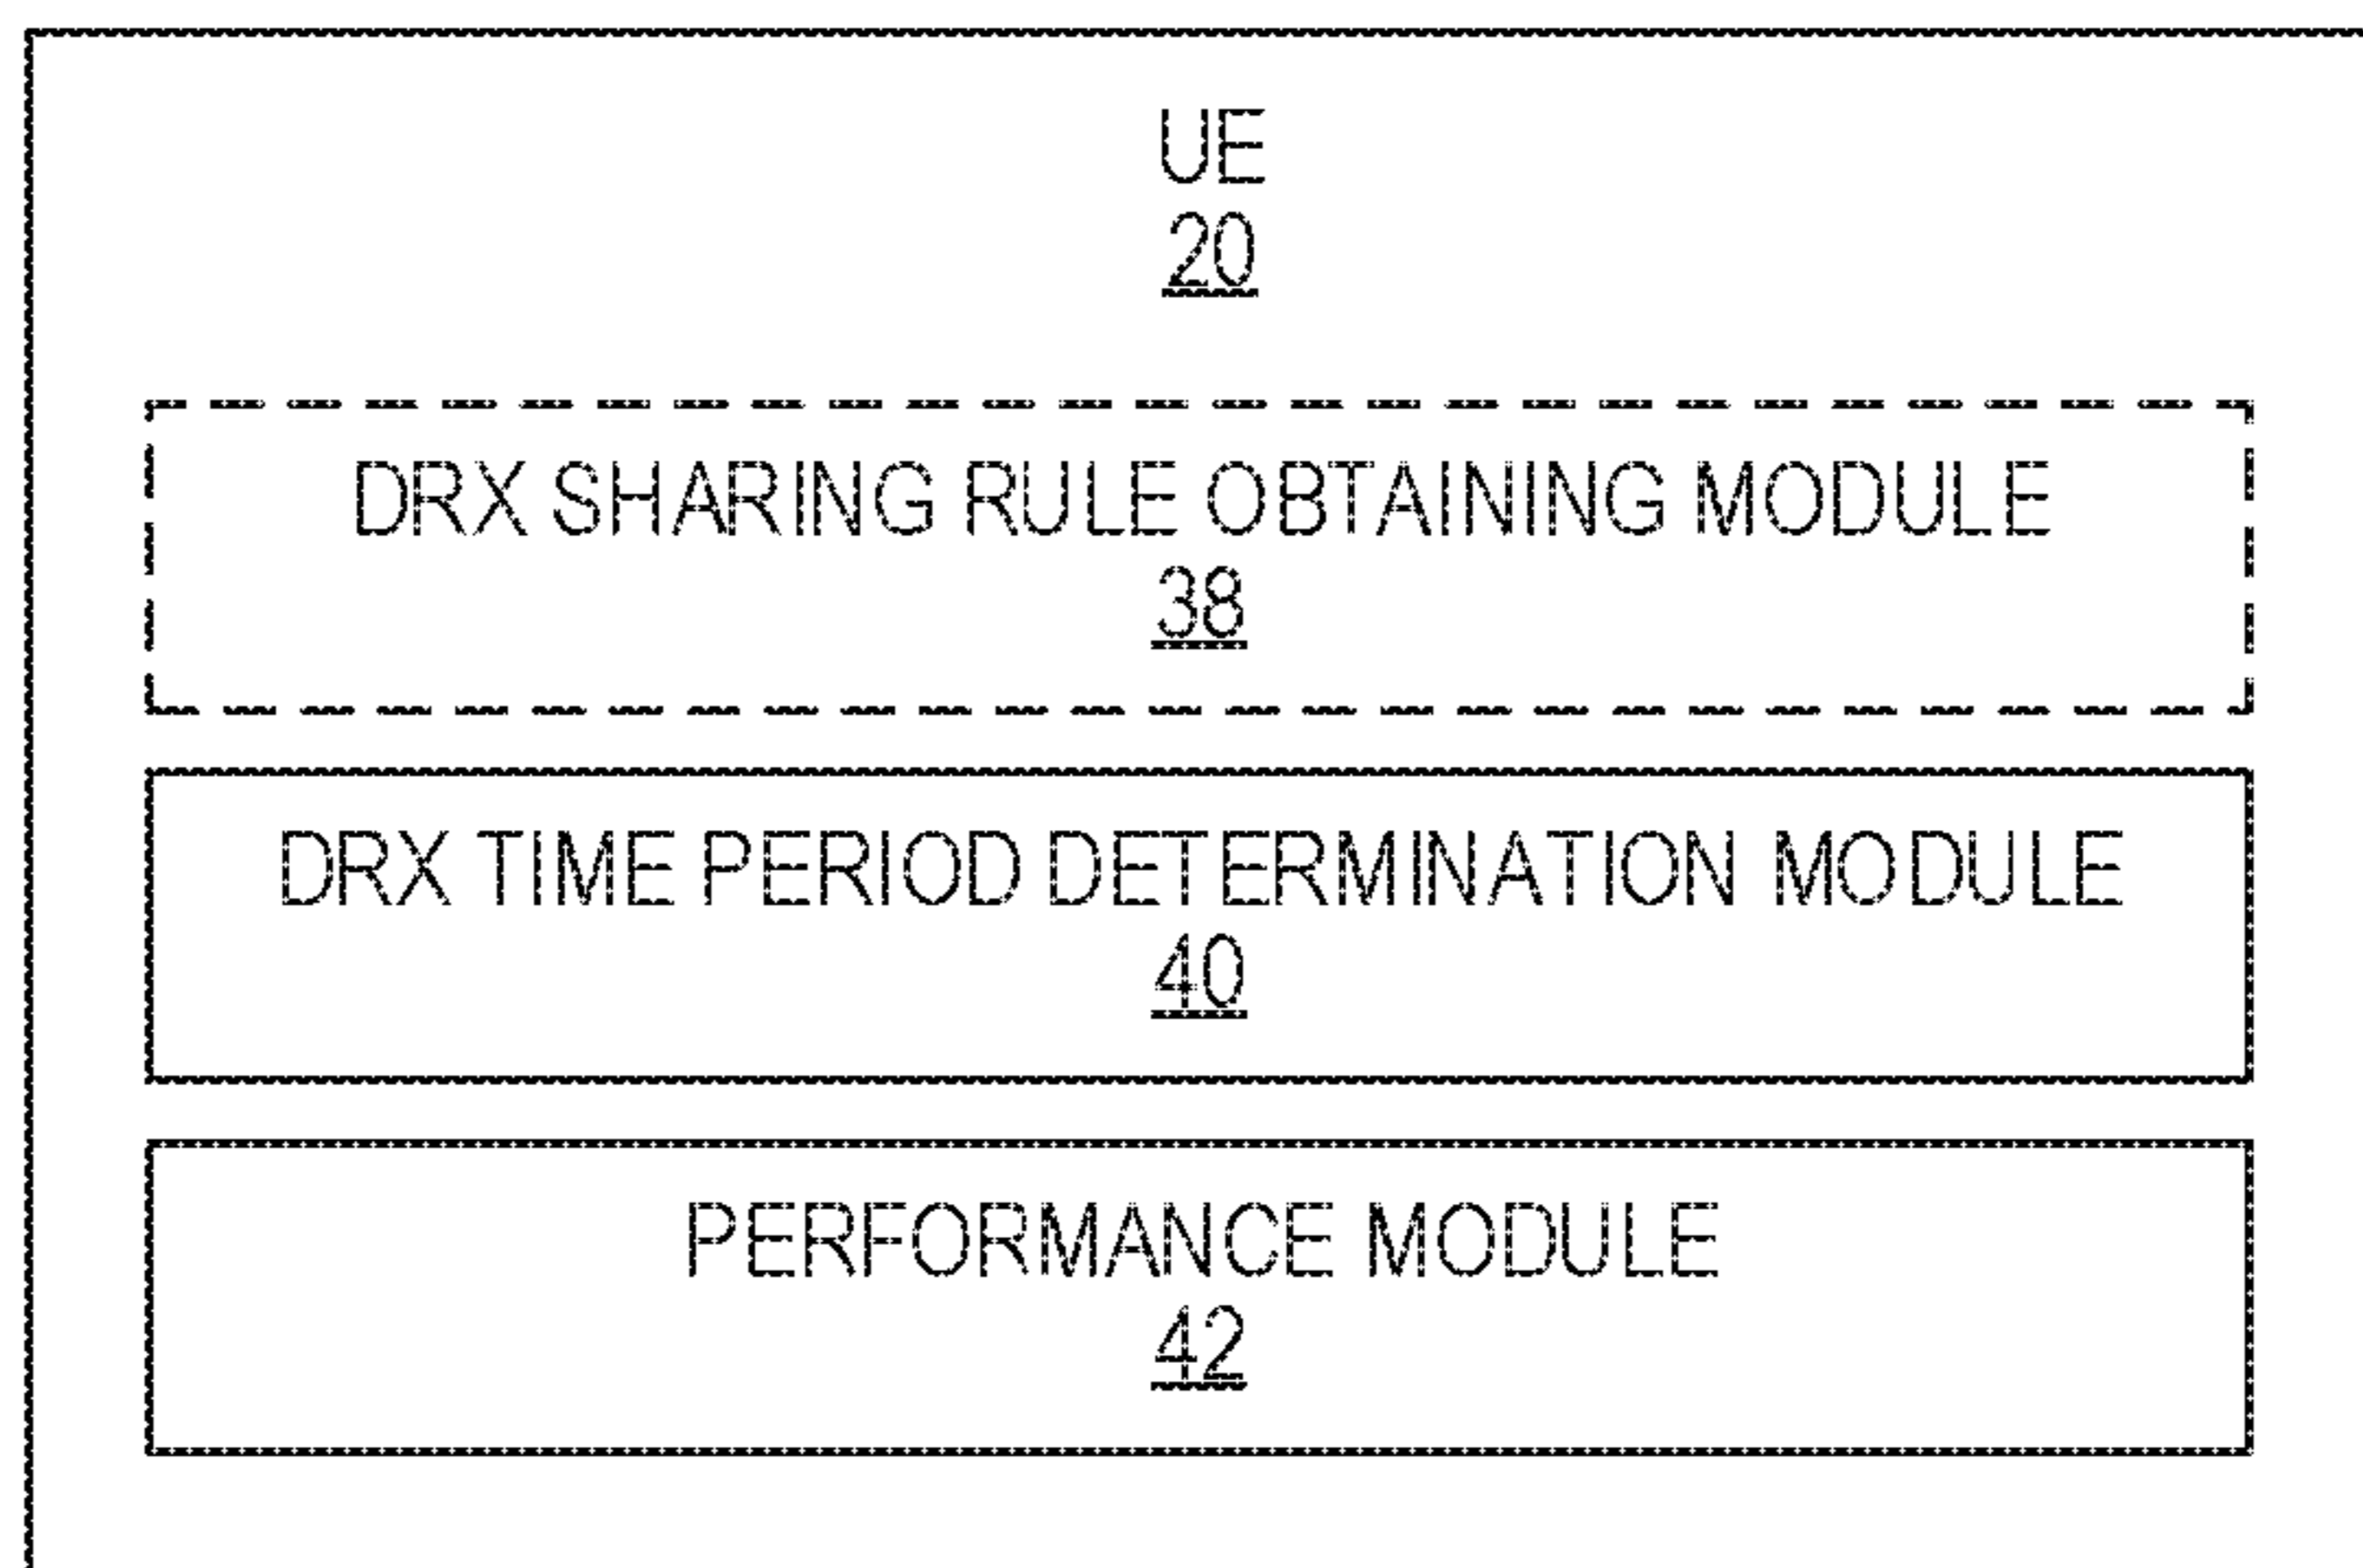 UE
20
DRX SHARING RULE OBTAINING MODULE
38
DRX TIME PERIOD DETERMINATION MODULE
40
PERFORMANCE MODULE
42